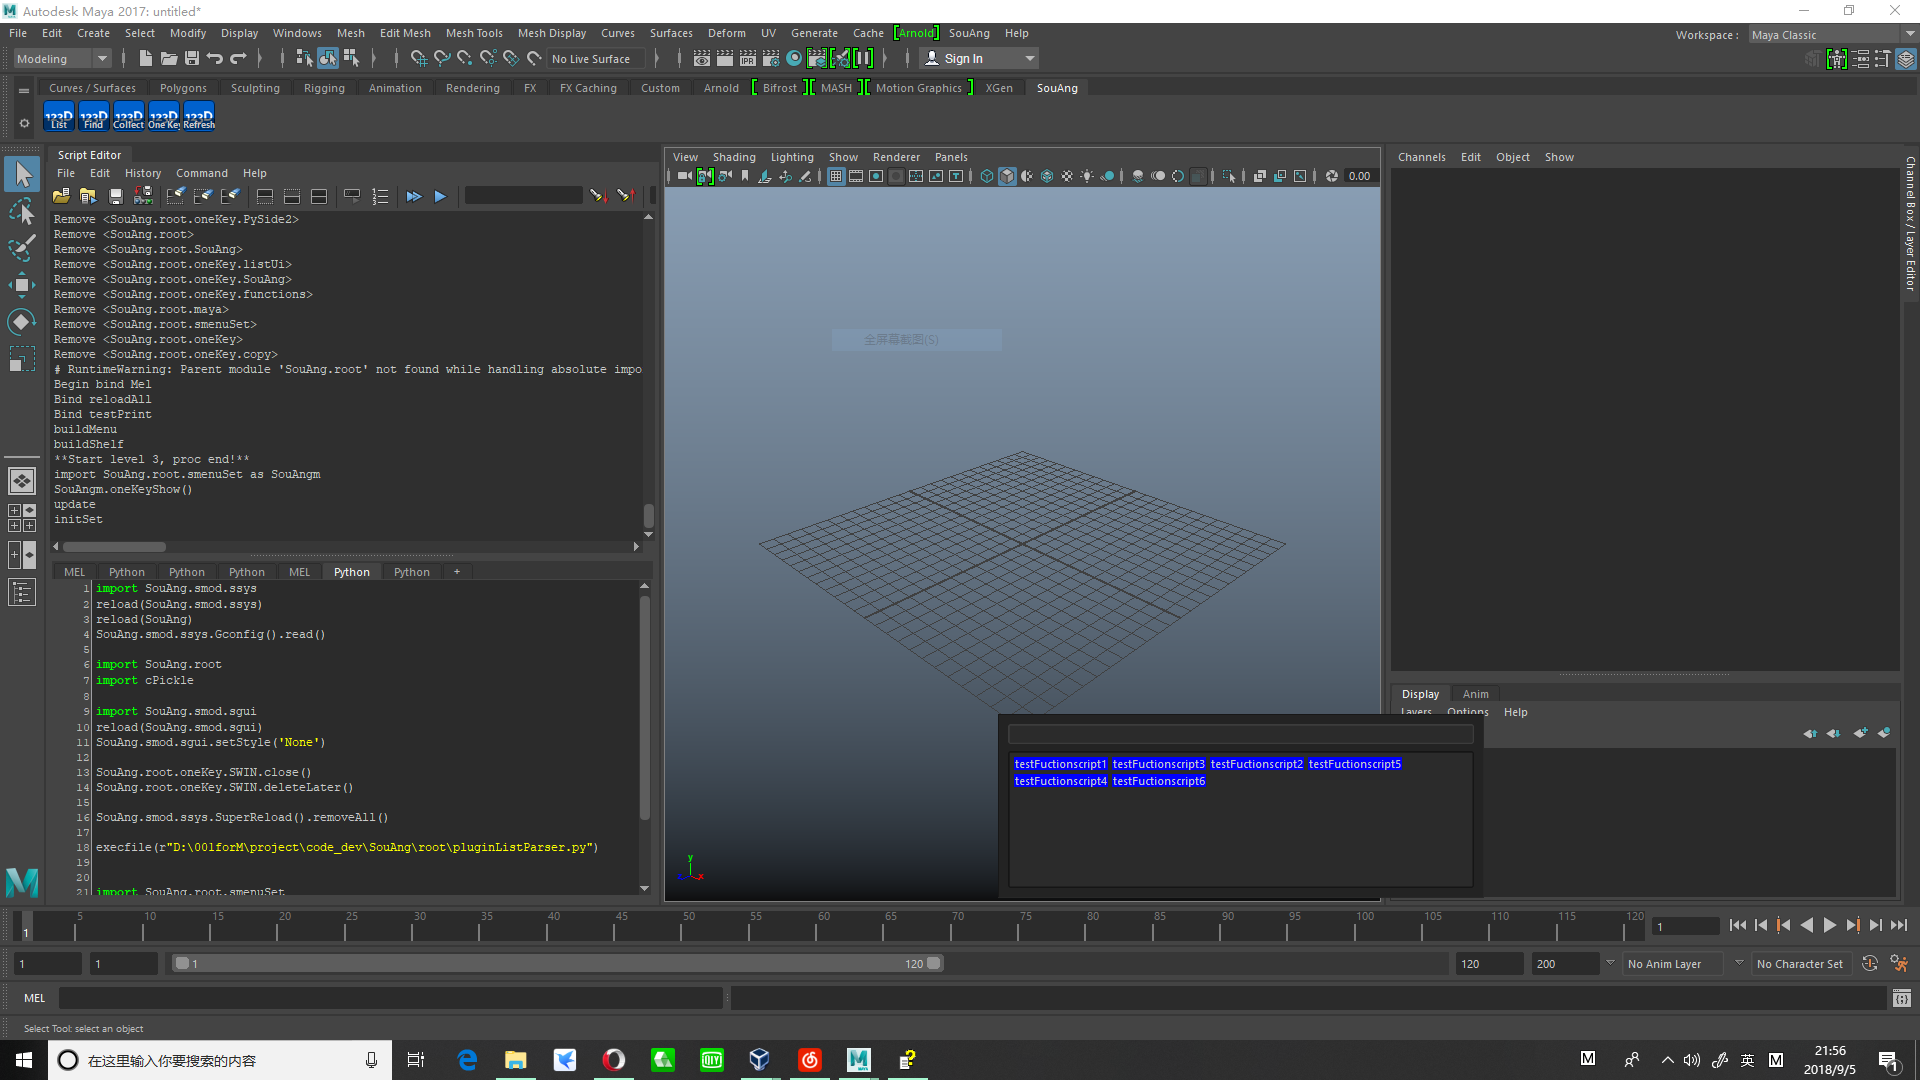 Autodesk Maya 2017: untitled*
File Edit Create Select Modify Display Windows Mesh Edit Mesh Mesh Tools Mesh Display Curves Surfaces Deform UV Generate Cache [Arnold] SouAng Help
Workspace : Maya Classic
Modeling
No Live Surface
Sign In
Curves / Surfaces Polygons Sculpting Rigging Animation Rendering FX FX Caching Custom Arnold [ Bifrost ] [ MASH ] [ Motion Graphics ] XGen SouAng
123D 123D 123D 123D 123D
List Find Collect One Key Refresh
Script Editor
File Edit History Command Help
Remove <SouAng.root.oneKey.PySide2>
Remove <SouAng.root>
Remove <SouAng.root.SouAng>
Remove <SouAng.root.oneKey.listUi>
Remove <SouAng.root.oneKey.SouAng>
Remove <SouAng.root.oneKey.functions>
Remove <SouAng.root.maya>
Remove <SouAng.root.smenuSet>
Remove <SouAng.root.oneKey>
Remove <SouAng.root.oneKey.copy>
# RuntimeWarning: Parent module 'SouAng.root' not found while handling absolute impo
Begin bind Mel
Bind reloadAll
Bind testPrint
buildMenu
buildShelf
**Start level 3, proc end!**
import SouAng.root.smenuSet as SouAngm
SouAngm.oneKeyShow()
update
initSet
MEL Python Python Python MEL Python Python +
1 import SouAng.smod.ssys
2 reload(SouAng.smod.ssys)
3 reload(SouAng)
4 SouAng.smod.ssys.Gconfig().read()
5
6 import SouAng.root
7 import cPickle
8
9 import SouAng.smod.sgui
10 reload(SouAng.smod.sgui)
11 SouAng.smod.sgui.setStyle('None')
12
13 SouAng.root.oneKey.SWIN.close()
14 SouAng.root.oneKey.SWIN.deleteLater()
15
16 SouAng.smod.ssys.SuperReload().removeAll()
17
18 execfile(r"D:\00lforM\project\code_dev\SouAng\root\pluginListParser.py")
19
20
21 import SouAng.root.smenuSet
View Shading Lighting Show Renderer Panels
IPR
0.00
全屏幕截图(S)
y
x
z
Channels Edit Object Show
Channel Box / Layer Editor
Display Anim
Layers Options Help
testFuctionscript1 testFuctionscript3 testFuctionscript2 testFuctionscript5
testFuctionscript4 testFuctionscript6
1 5 10 15 20 25 30 35 40 45 50 55 60 65 70 75 80 85 90 95 100 105 110 115 120
1
1 1 1 120 120 200 No Anim Layer No Character Set
MEL
Select Tool: select an object
在这里输入你要搜索的内容
iQIYI
M
MAYA
M 英 M
21:56
2018/9/5
1